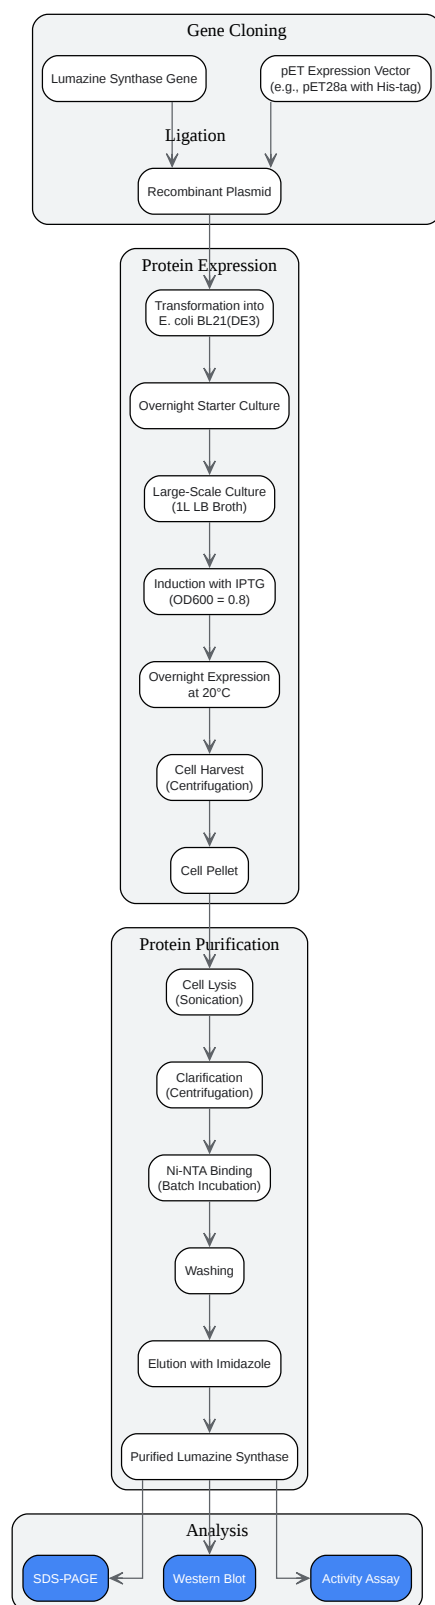 Gene Cloning
Lumazine Synthase Gene
pET Expression Vector
(e.g., pET28a with His-tag)
Ligation
Recombinant Plasmid
Protein Expression
Transformation into
E. coli BL21(DE3)
Overnight Starter Culture
Large-Scale Culture
(1L LB Broth)
Induction with IPTG
(OD600 = 0.8)
Overnight Expression
at 20°C
Cell Harvest
(Centrifugation)
Cell Pellet
Protein Purification
Cell Lysis
(Sonication)
Clarification
(Centrifugation)
Ni-NTA Binding
(Batch Incubation)
Washing
Elution with Imidazole
Purified Lumazine Synthase
Analysis
SDS-PAGE
Western Blot
Activity Assay